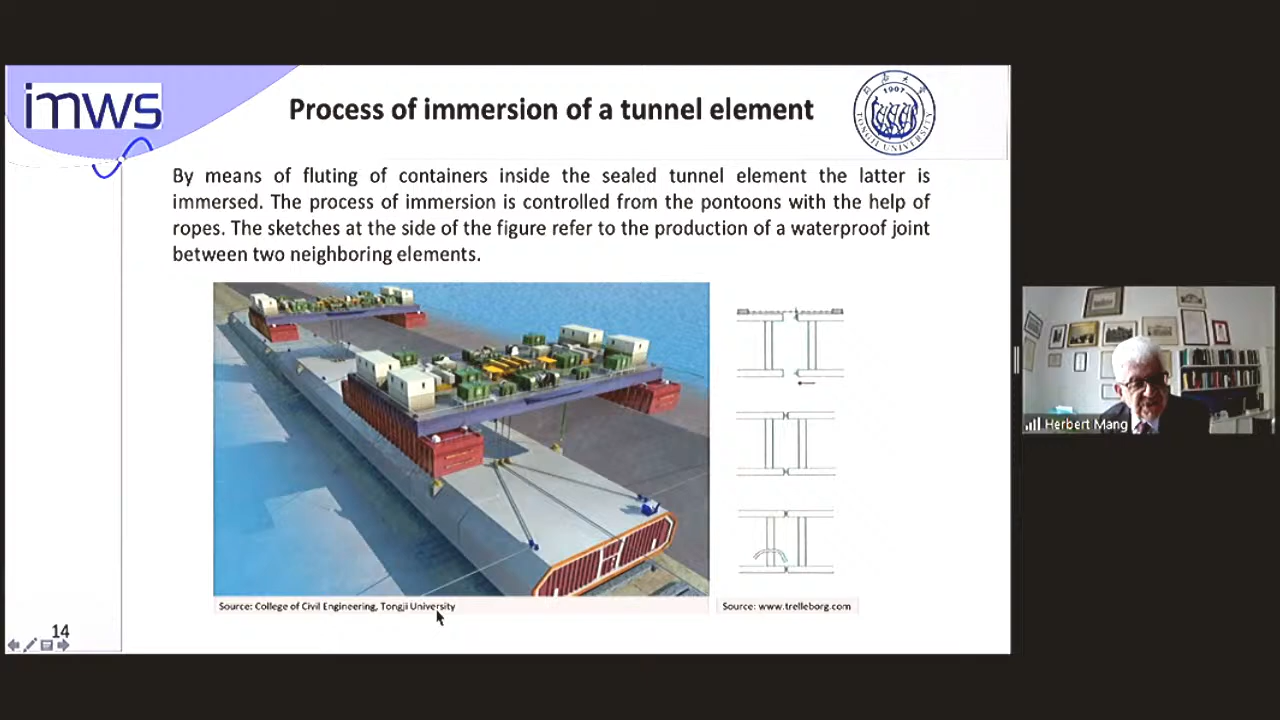 imws
Process of immersion of a tunnel element
1907
TONGJI UNIVERSITY
By means of fluting of containers inside the sealed tunnel element the latter is
immersed. The process of immersion is controlled from the pontoons with the help of
ropes. The sketches at the side of the figure refer to the production of a waterproof joint
between two neighboring elements.
Herbert Mang
Source: College of Civil Engineering, Tongji University
Source: www.trelleborg.com
14